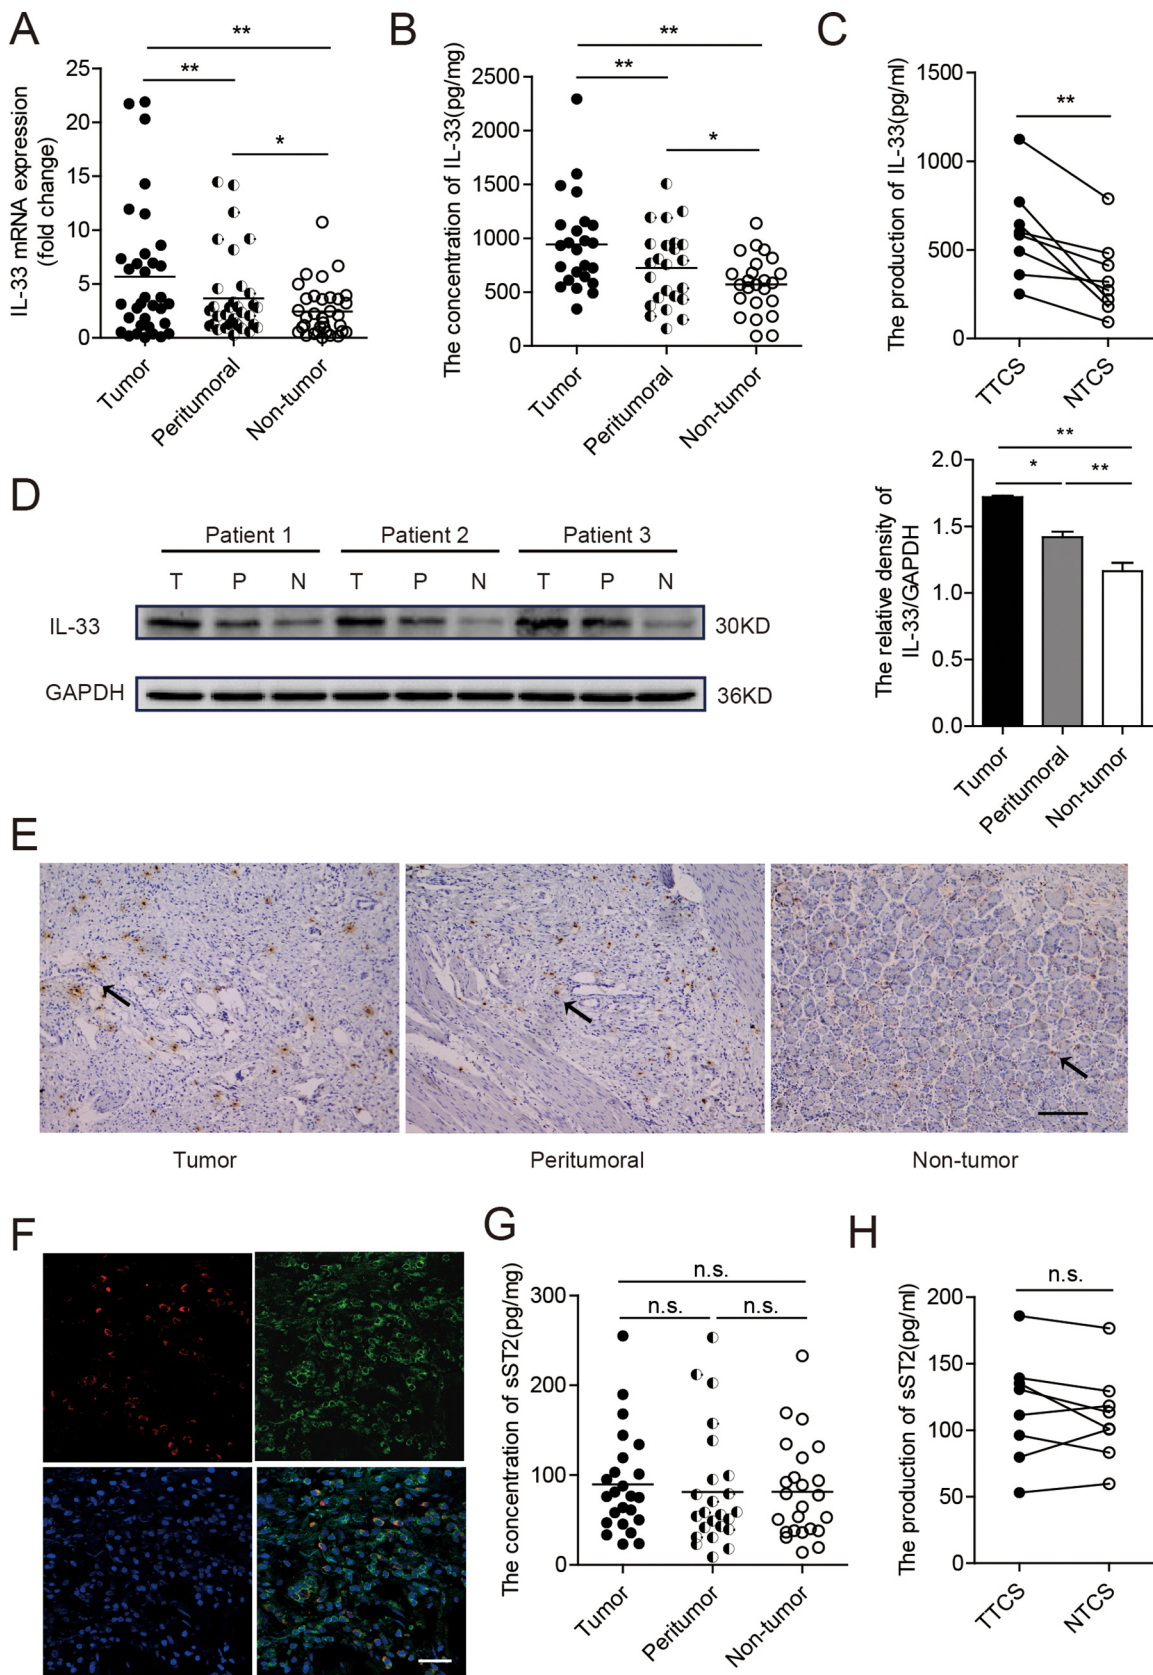 A
IL-33 mRNA expression
(fold change)
25
20
15
10
5
0
**
**
*
Tumor
Peritumoral
Non-tumor
B
The concentration of IL-33(pg/mg)
2500
2000
1500
1000
500
0
**
**
*
Tumor
Peritumoral
Non-tumor
C
The production of IL-33(pg/ml)
1500
1000
500
0
**
TTCS
NTCS
D
Patient 1
Patient 2
Patient 3
T P N T P N T P N
IL-33
30KD
GAPDH
36KD
The relative density of
IL-33/GAPDH
2.0
1.5
1.0
0.5
0.0
**
*
**
Tumor
Peritumoral
Non-tumor
E
Tumor
Peritumoral
Non-tumor
F
G
The concentration of sST2(pg/mg)
300
200
100
0
n.s.
n.s.
n.s.
Tumor
Peritumoral
Non-tumor
H
The production of sST2(pg/ml)
200
150
100
50
0
n.s.
TTCS
NTCS